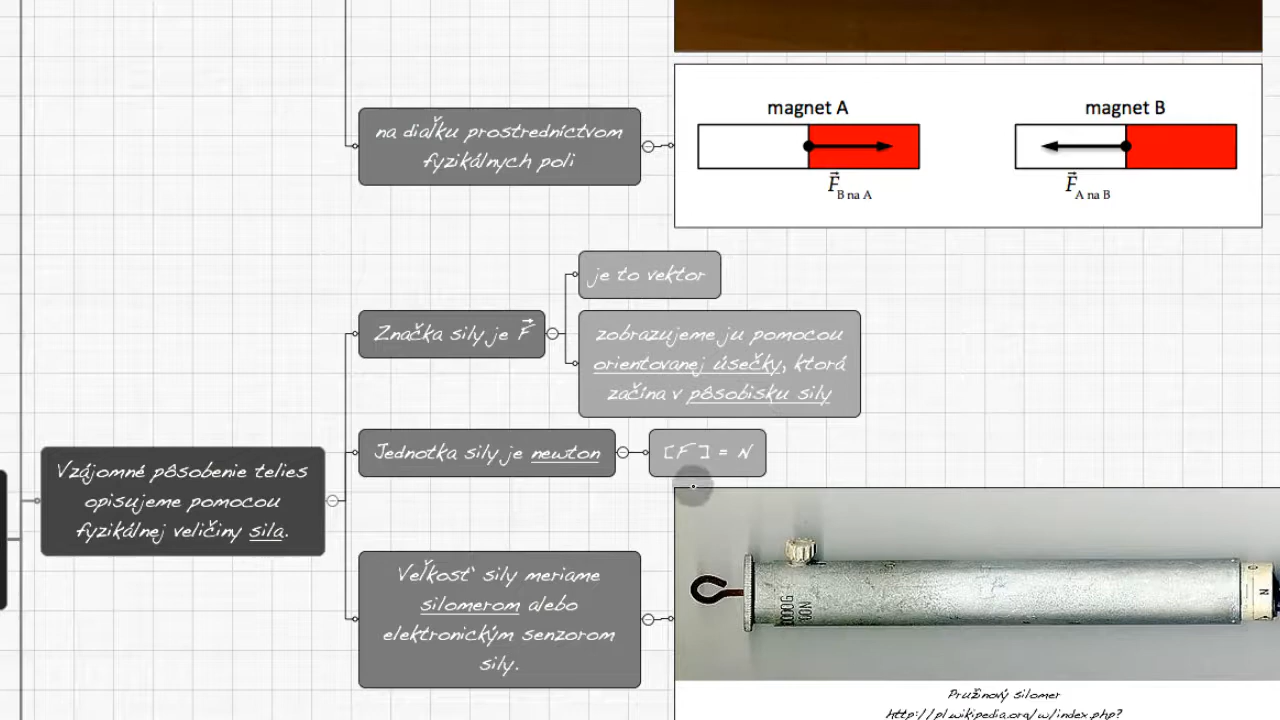 magnet A
magnet B
F⃗ B na A
F⃗ A na B
na diaľku prostredníctvom
fyzikálnych polí
je to vektor
Značka sily je F⃗
zobrazujeme ju pomocou
orientovanej úsečky, ktorá
začína v pôsobisku sily
Jednotka sily je newton
[F] = N
Vzájomné pôsobenie telies
opisujeme pomocou
fyzikálnej veličiny sila.
Veľkosť sily meriame
silomerom alebo
elektronickým senzorom
sily.
N
Pružinový silomer
http://pl.wikipedia.org/w/index.php?